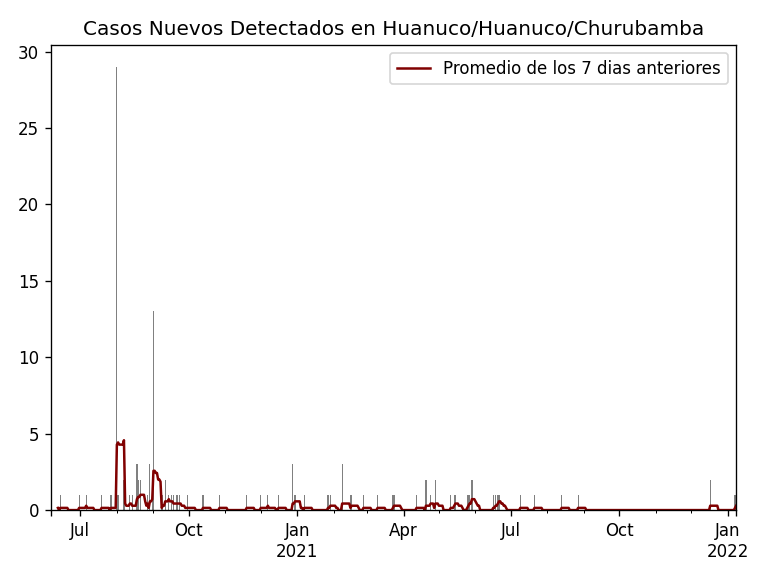 Casos Nuevos Detectados en Huanuco/Huanuco/Churubamba
Promedio de los 7 dias anteriores
30
25
20
15
10
5
0
Jul Oct Jan Apr Jul Oct Jan
2021 2022